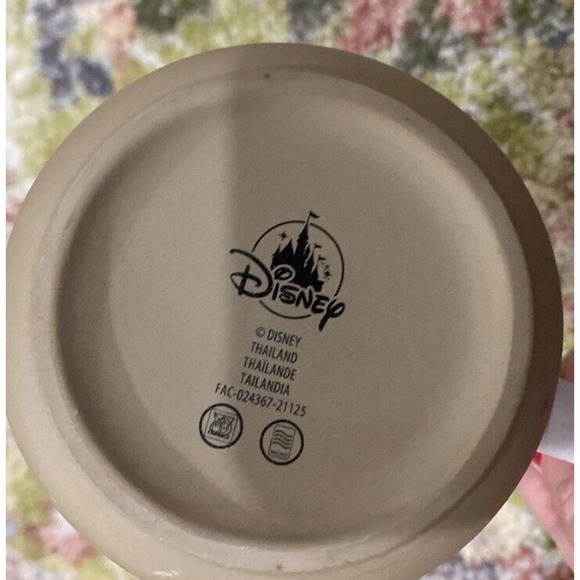 Disney
© DISNEY
THAILAND
THAÏLANDE
TAILANDIA
FAC-024367-21125